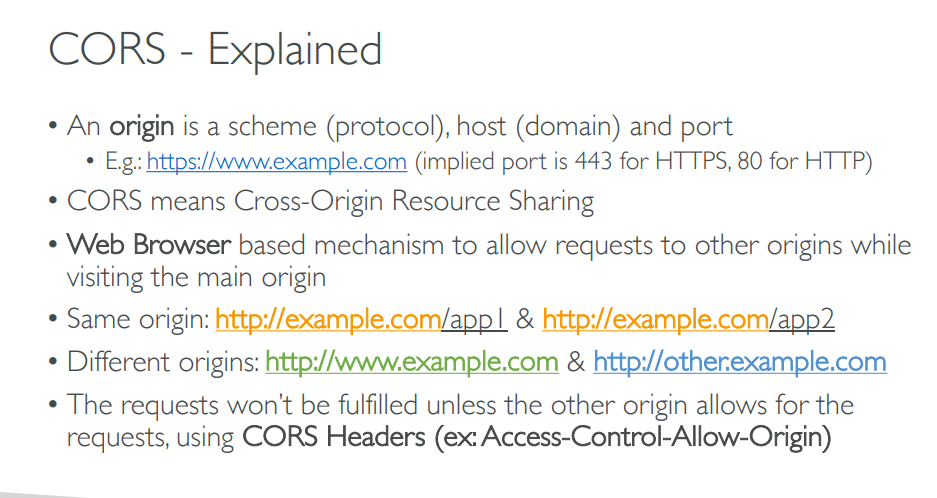 CORS - Explained
• An origin is a scheme (protocol), host (domain) and port
• E.g.: https://www.example.com (implied port is 443 for HTTPS, 80 for HTTP)
• CORS means Cross-Origin Resource Sharing
• Web Browser based mechanism to allow requests to other origins while
visiting the main origin
• Same origin: http://example.com/app1 & http://example.com/app2
• Different origins: http://www.example.com & http://other.example.com
• The requests won’t be fulfilled unless the other origin allows for the
requests, using CORS Headers (ex: Access-Control-Allow-Origin)